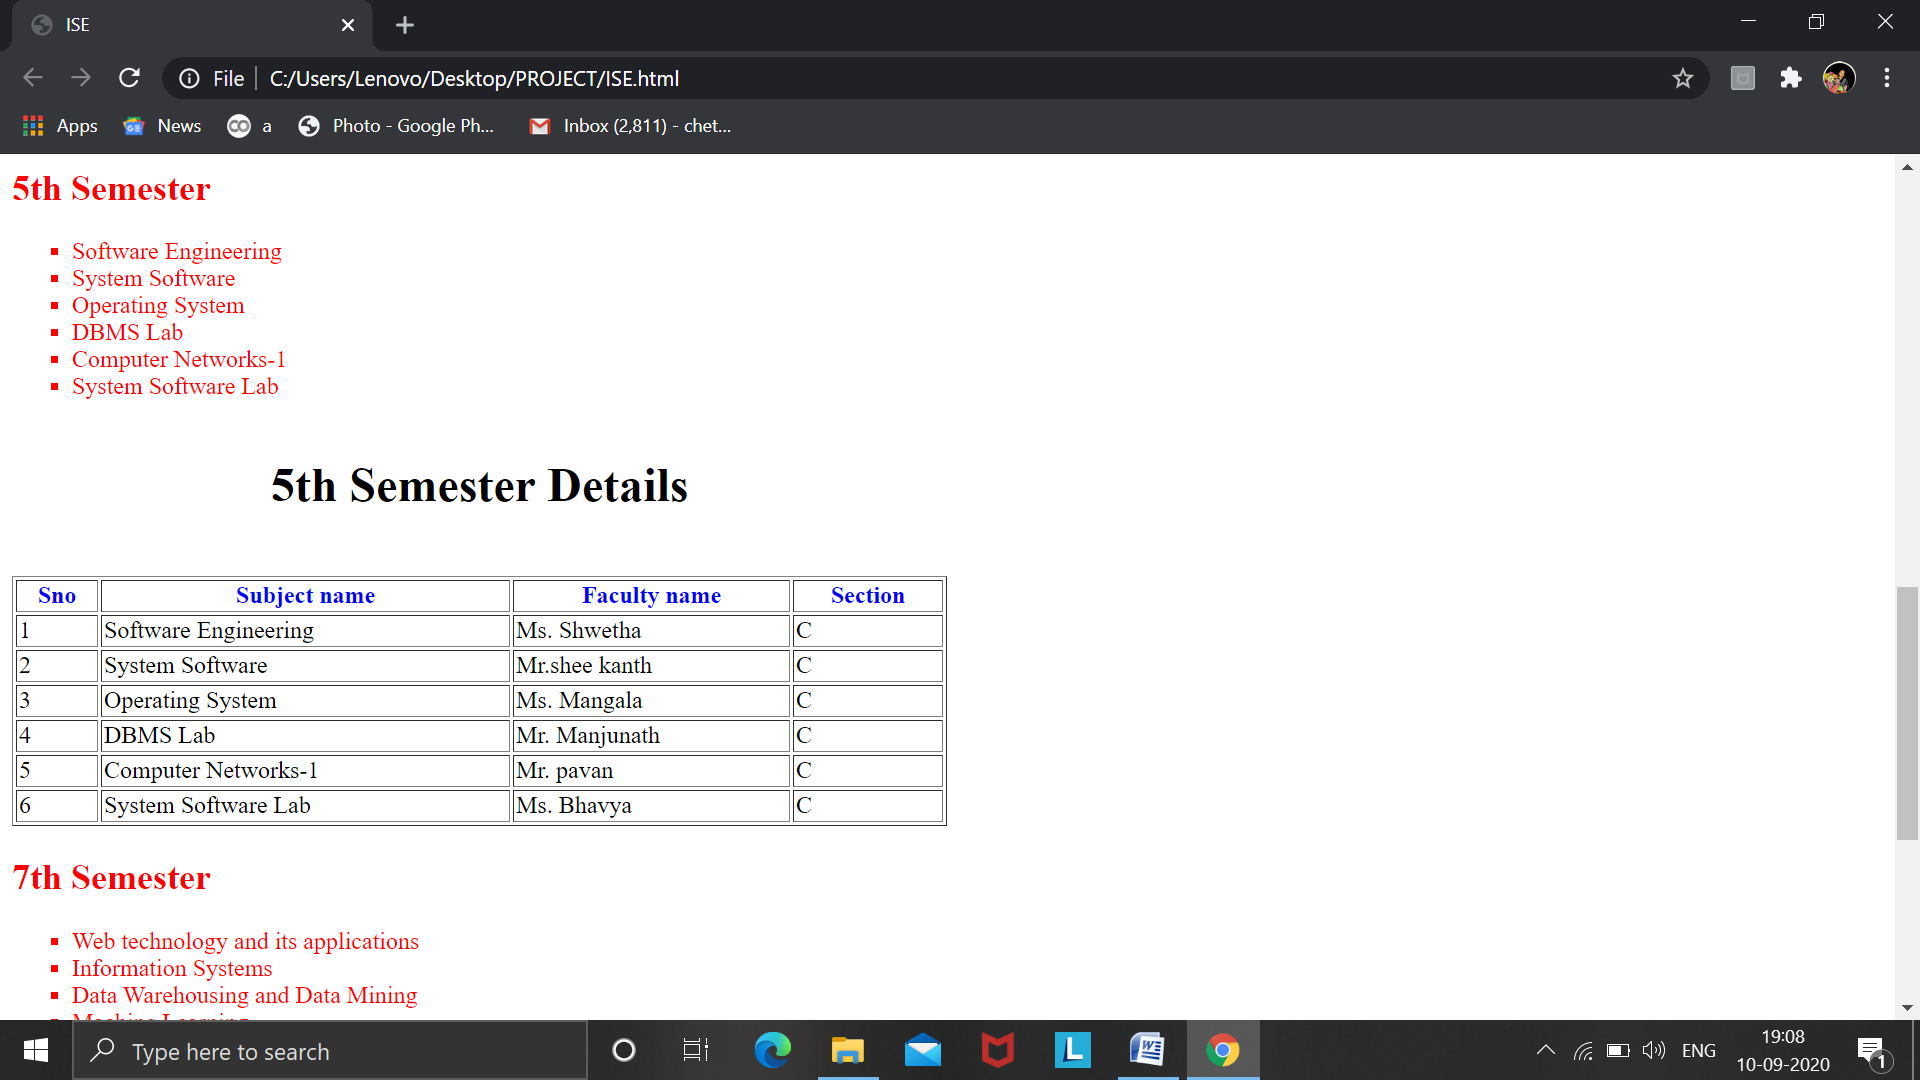 ISE
File C:/Users/Lenovo/Desktop/PROJECT/ISE.html
Apps News a Photo - Google Ph... Inbox (2,811) - chet...
5th Semester
Software Engineering
System Software
Operating System
DBMS Lab
Computer Networks-1
System Software Lab
5th Semester Details
Sno Subject name Faculty name Section
1 Software Engineering Ms. Shwetha C
2 System Software Mr.shee kanth C
3 Operating System Ms. Mangala C
4 DBMS Lab Mr. Manjunath C
5 Computer Networks-1 Mr. pavan C
6 System Software Lab Ms. Bhavya C
7th Semester
Web technology and its applications
Information Systems
Data Warehousing and Data Mining
Machine Learning
Type here to search
ENG
19:08
10-09-2020
1